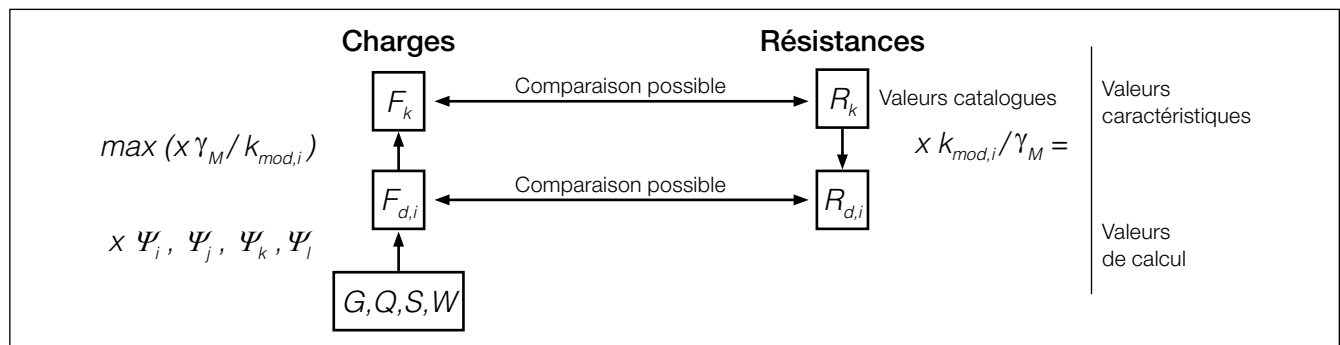 Charges
Résistances
F_k
Comparaison possible
R_k
Valeurs catalogues
Valeurs
caractéristiques
max (x γ_M / k_mod,i)
x k_mod,i / γ_M =
F_d,i
Comparaison possible
R_d,i
x Ψ_i , Ψ_j , Ψ_k , Ψ_l
Valeurs
de calcul
G,Q,S,W